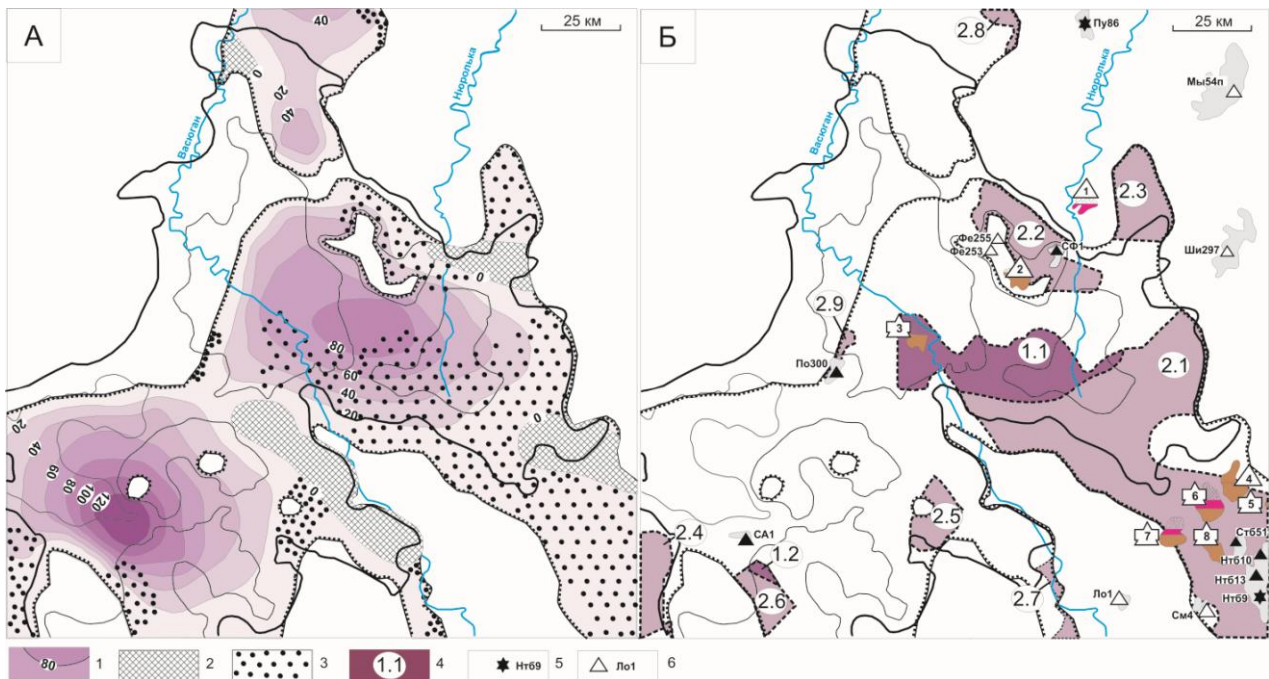 А
25 км
40
0
20
40
Васюган
Нюролька
0
80
60
40
20
0
20
40
60
80
100
120
0
Б
25 км
2.8
Пу86
Нюролька
Мы54п
Васюган
1
2.3
2.2
Фе255
Фе253
СФ1
Ши297
2
2.9
3
1.1
2.1
По300
4
6
5
2.5
7
8
Ст651
2.4
СА1
Нт610
1.2
Нт613
2.6
2.7
Нт69
Ло1
См4
80 1 2 3 1.1 4 Нт69 5 Ло1 6